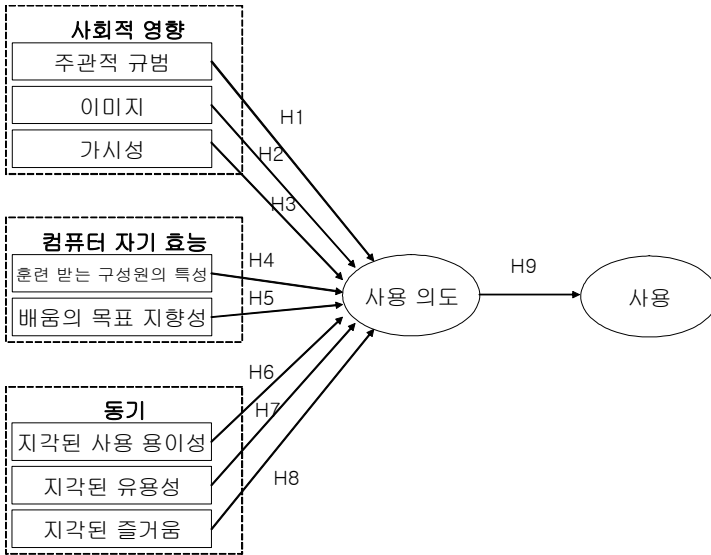 사회적 영향
주관적 규범
이미지
가시성
H1
H2
H3
컴퓨터 자기 효능
훈련 받는 구성원의 특성
배움의 목표 지향성
H4
H5
사용 의도
H9
사용
동기
지각된 사용 용이성
지각된 유용성
지각된 즐거움
H6
H7
H8